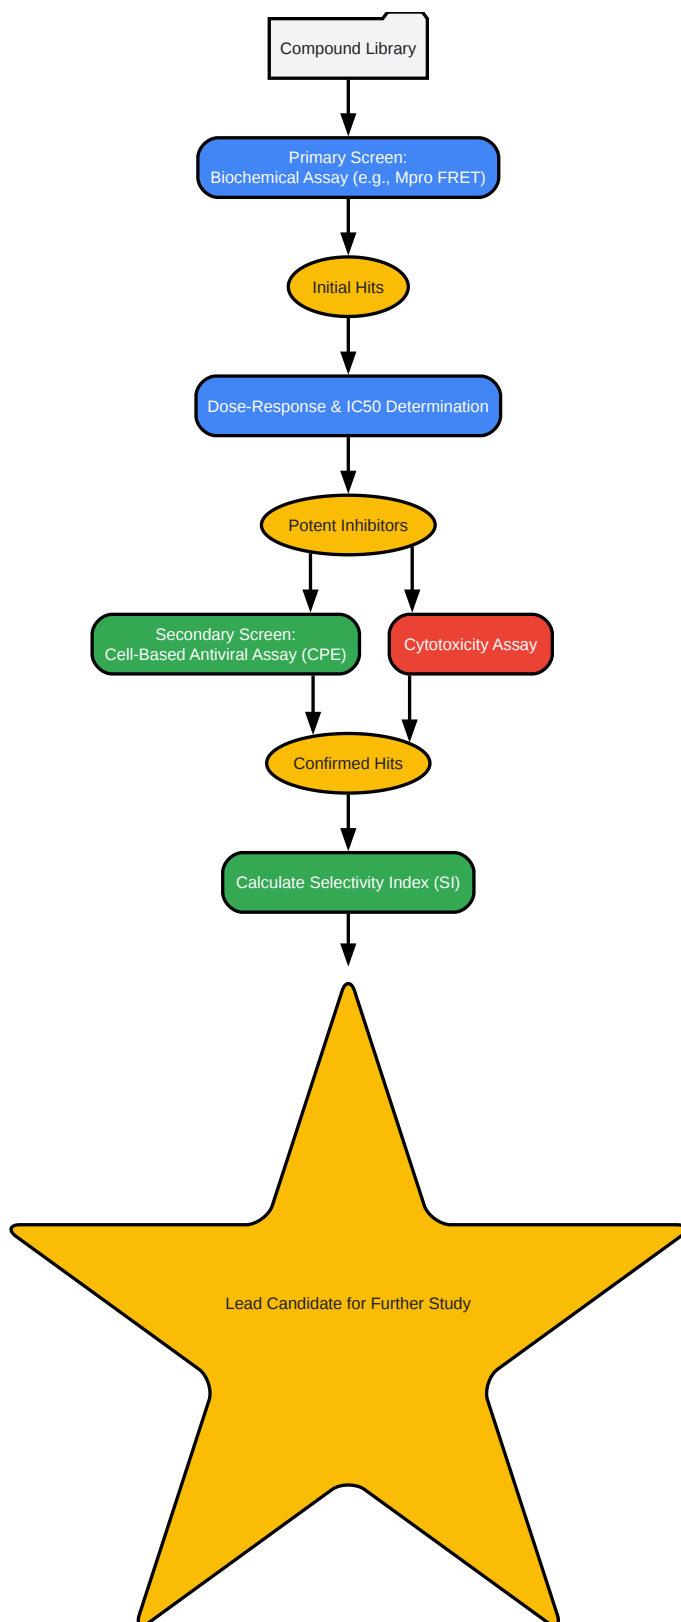 Compound Library
Primary Screen:
Biochemical Assay (e.g., Mpro FRET)
Initial Hits
Dose-Response & IC50 Determination
Potent Inhibitors
Secondary Screen:
Cell-Based Antiviral Assay (CPE)
Cytotoxicity Assay
Confirmed Hits
Calculate Selectivity Index (SI)
Lead Candidate for Further Study